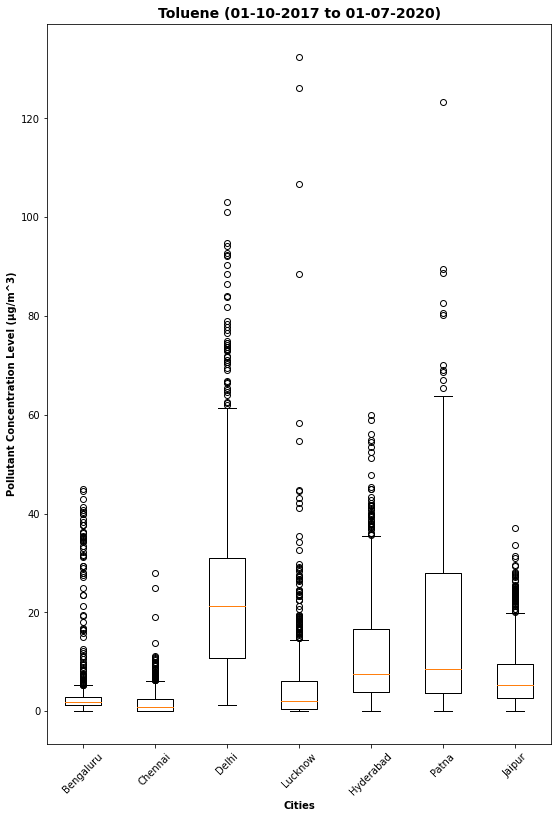 Toluene (01-10-2017 to 01-07-2020)
Pollutant Concentration Level (µg/m^3)
120
100
80
60
40
20
0
Bengaluru
Chennai
Delhi
Lucknow
Hyderabad
Patna
Jaipur
Cities